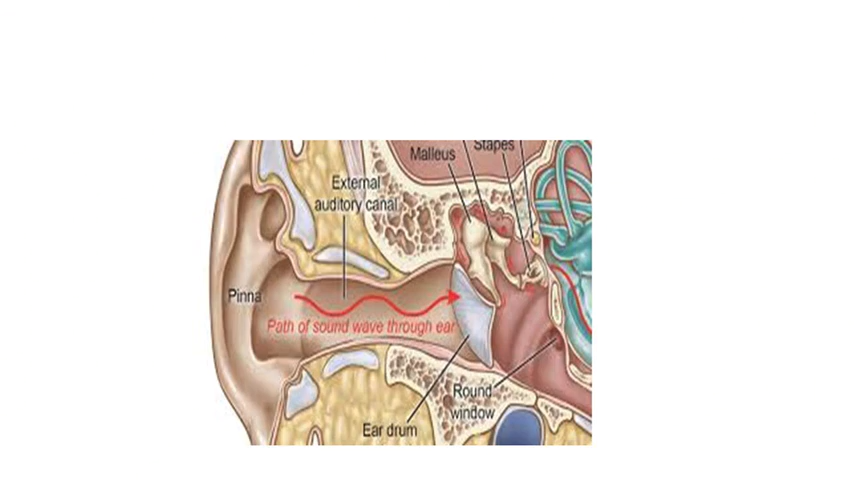 Stapes
Malleus
External
auditory canal
Pinna
Path of sound wave through ear
Round
window
Ear drum